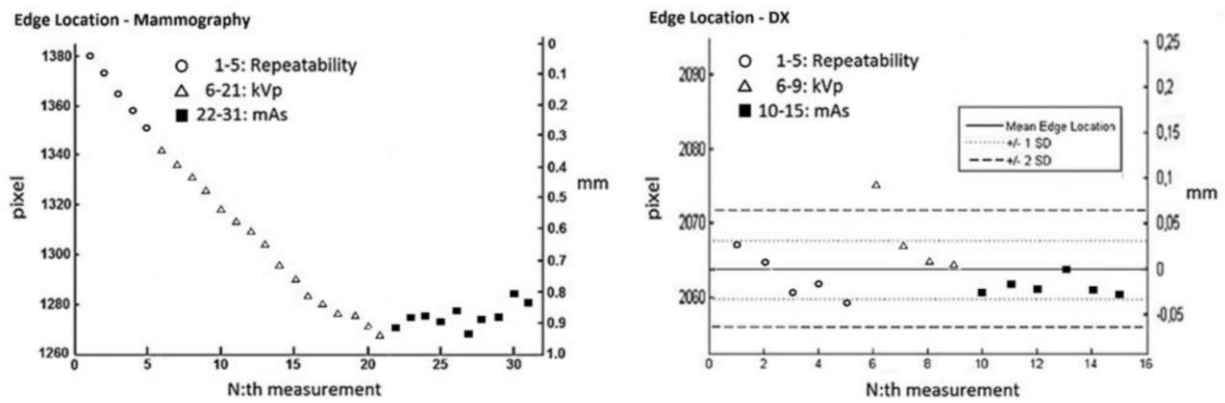 Edge Location - Mammography
1380
1360
1340
1320
1300
1280
1260
pixel
1-5: Repeatability
6-21: kVp
22-31: mAs
0
0.1
0.2
0.3
0.4
0.5
0.6
0.7
0.8
0.9
1.0
mm
0 5 10 15 20 25 30
N:th measurement
Edge Location - DX
2090
2080
2070
2060
pixel
1-5: Repeatability
6-9: kVp
10-15: mAs
Mean Edge Location
+/- 1 SD
+/- 2 SD
0,25
0,2
0,15
0,1
0,05
0
-0,05
mm
0 2 4 6 8 10 12 14 16
N:th measurement